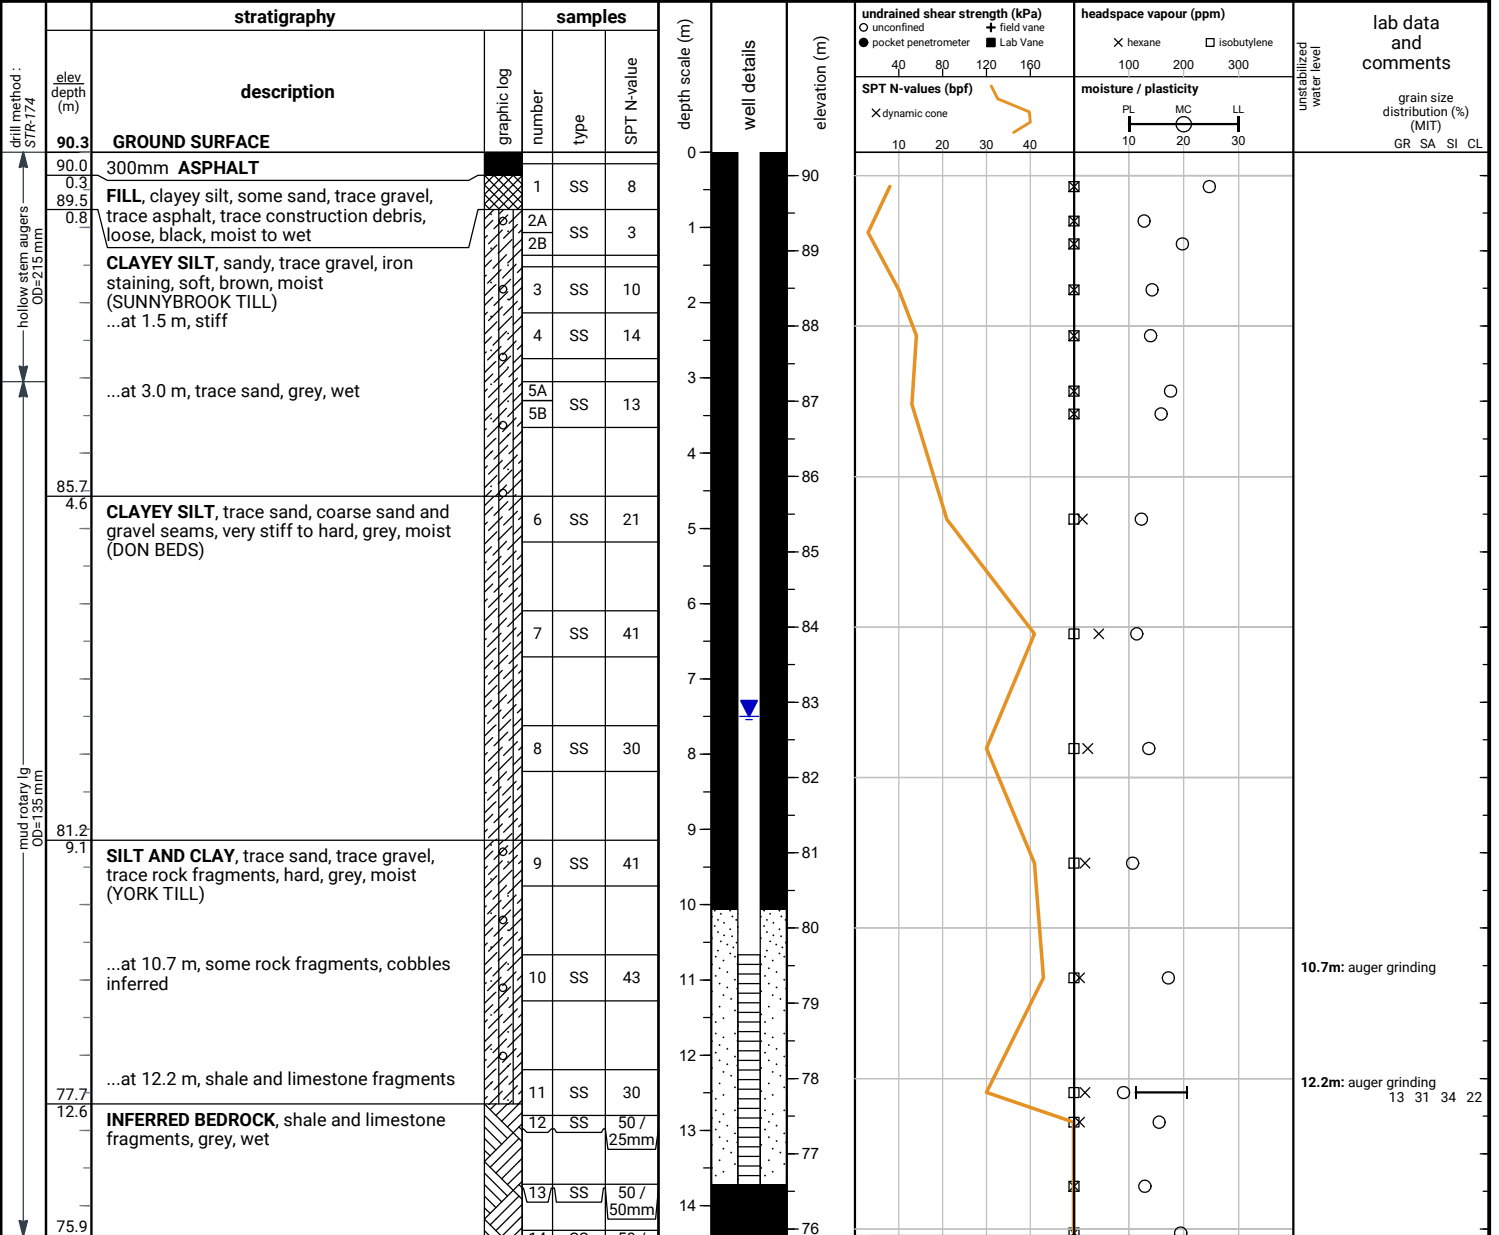 stratigraphy
samples
drill method :
STR-174
elev
depth
(m)
description
graphic log
number
type
SPT N-value
depth scale (m)
well details
elevation (m)
undrained shear strength (kPa)
unconfined
field vane
pocket penetrometer
Lab Vane
40 80 120 160
SPT N-values (bpf)
dynamic cone
10 20 30 40
headspace vapour (ppm)
hexane
isobutylene
100 200 300
moisture / plasticity
PL MC LL
10 20 30
unstabilized
water level
lab data
and
comments
grain size
distribution (%)
(MIT)
GR SA SI CL
90.3 GROUND SURFACE
hollow stem augers
OD=215 mm
mud rotary lg
OD=135 mm
90.0
0.3
300mm ASPHALT
89.5
0.8
FILL, clayey silt, some sand, trace gravel,
trace asphalt, trace construction debris,
loose, black, moist to wet
CLAYEY SILT, sandy, trace gravel, iron
staining, soft, brown, moist
(SUNNYBROOK TILL)
...at 1.5 m, stiff
...at 3.0 m, trace sand, grey, wet
85.7
4.6
CLAYEY SILT, trace sand, coarse sand and
gravel seams, very stiff to hard, grey, moist
(DON BEDS)
81.2
9.1
SILT AND CLAY, trace sand, trace gravel,
trace rock fragments, hard, grey, moist
(YORK TILL)
...at 10.7 m, some rock fragments, cobbles
inferred
...at 12.2 m, shale and limestone fragments
77.7
12.6
INFERRED BEDROCK, shale and limestone
fragments, grey, wet
75.9
1 SS 8
2A
2B
SS 3
3 SS 10
4 SS 14
5A
5B
SS 13
6 SS 21
7 SS 41
8 SS 30
9 SS 41
10 SS 43
11 SS 30
12 SS 50 /
25mm
13 SS 50 /
50mm
0
1
2
3
4
5
6
7
8
9
10
11
12
13
14
90
89
88
87
86
85
84
83
82
81
80
79
78
77
76
10.7m: auger grinding
12.2m: auger grinding
13 31 34 22